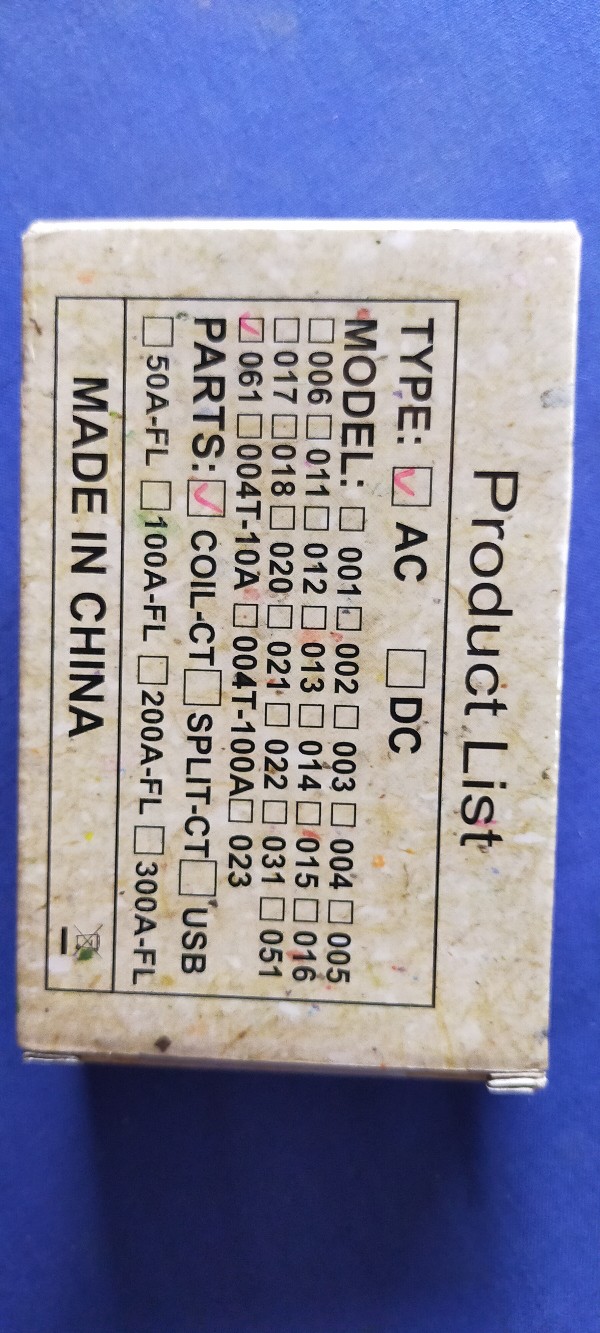 Product List
TYPE: ☑ AC ☐ DC
MODEL: ☐ 001 ☐ 002 ☐ 003 ☐ 004 ☐ 005
☐ 006 ☐ 011 ☐ 012 ☐ 013 ☐ 014 ☐ 015 ☐ 016
☐ 017 ☐ 018 ☐ 020 ☐ 021 ☐ 022 ☐ 031 ☐ 051
☑ 061 ☐ 004T-10A ☐ 004T-100A ☐ 023
PARTS: ☑ COIL-CT ☐ SPLIT-CT ☐ USB
☐ 50A-FL ☐ 100A-FL ☐ 200A-FL ☐ 300A-FL
MADE IN CHINA